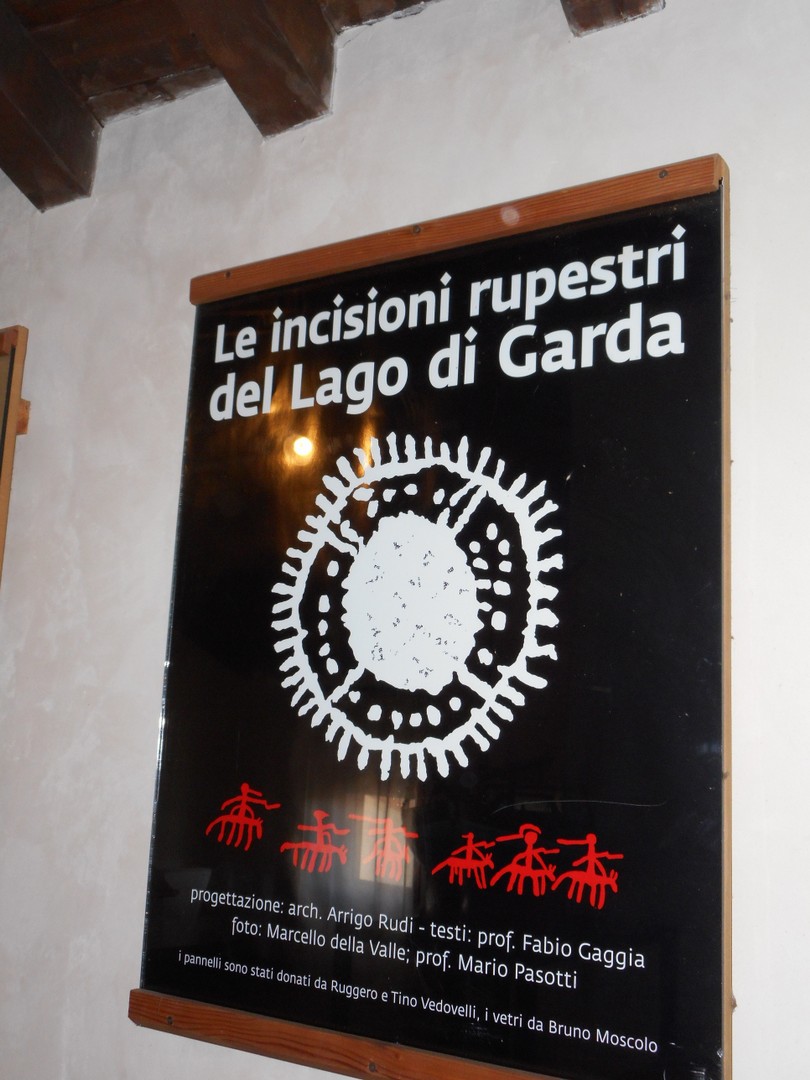 Le incisioni rupestri
del Lago di Garda
progettazione: arch. Arrigo Rudi - testi: prof. Fabio Gaggia
foto: Marcello della Valle; prof. Mario Pasotti
i pannelli sono stati donati da Ruggero e Tino Vedovelli, i vetri da Bruno Moscolo